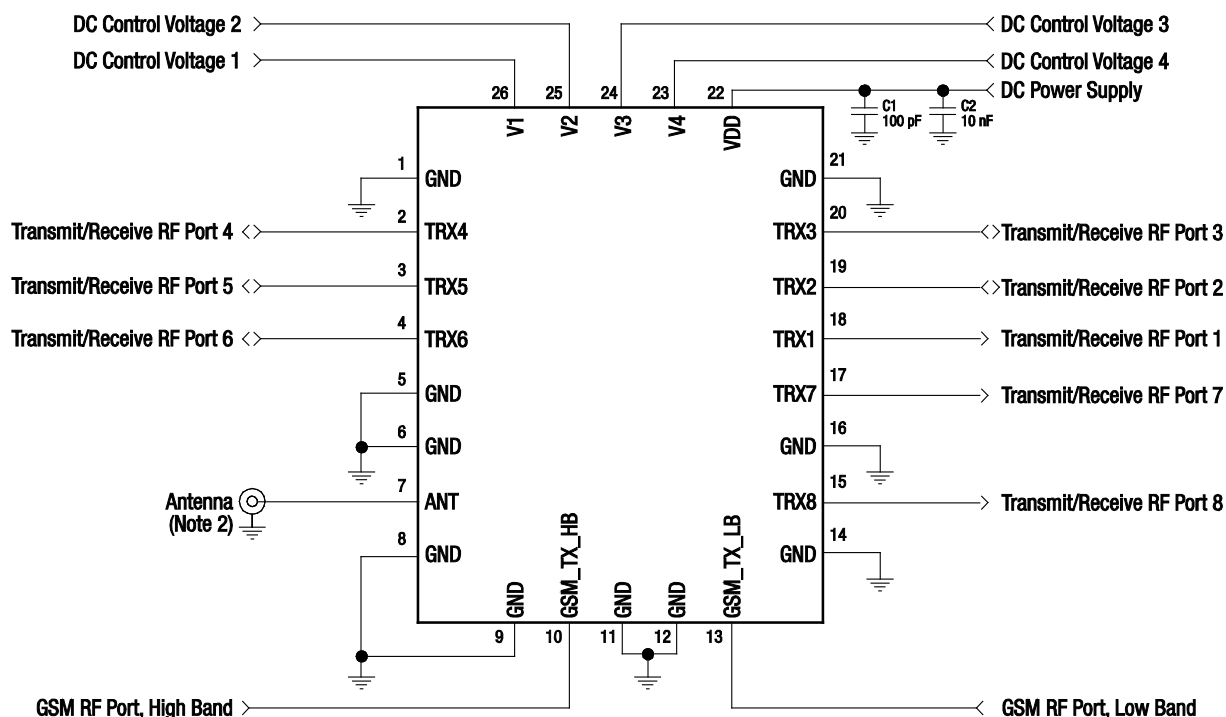 DC Control Voltage 2
DC Control Voltage 3
DC Control Voltage 1
DC Control Voltage 4
DC Power Supply
26 25 24 23 22
C1
100 pF
C2
10 nF
V1 V2 V3 V4 VDD
1 GND
GND 21
Transmit/Receive RF Port 4 2 TRX4
TRX3 20 Transmit/Receive RF Port 3
Transmit/Receive RF Port 5 3 TRX5
TRX2 19 Transmit/Receive RF Port 2
Transmit/Receive RF Port 6 4 TRX6
TRX1 18 Transmit/Receive RF Port 1
5 GND
TRX7 17 Transmit/Receive RF Port 7
6 GND
GND 16
Antenna
(Note 2)
7 ANT
TRX8 15 Transmit/Receive RF Port 8
8 GND
GND 14
GND GSM_TX_HB GND GND GSM_TX_LB
9 10 11 12 13
GSM RF Port, High Band
GSM RF Port, Low Band